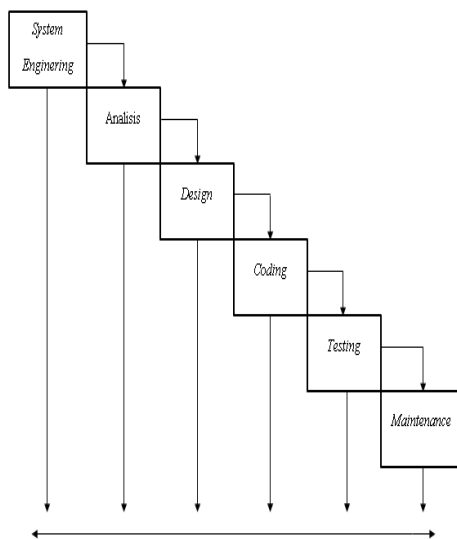 System
Enginering
Analisis
Design
Coding
Testing
Maintenance